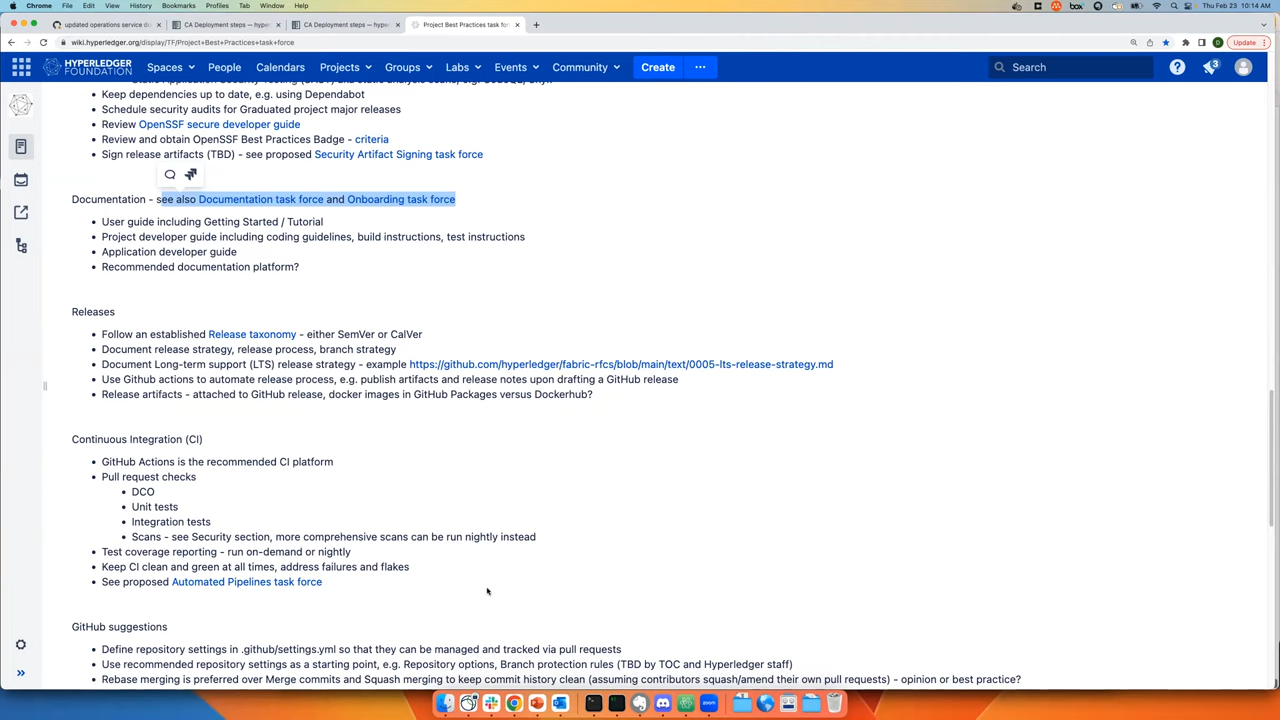 Chrome File Edit View History Bookmarks Profiles Tab Window Help Thu Feb 23 10:14 AM
updated operations service do
CA Deployment steps — hyper
CA Deployment steps — hyper
Project Best Practices task for
wiki.hyperledger.org/display/TF/Project+Best+Practices+task+force
Update
HYPERLEDGER FOUNDATION Spaces People Calendars Projects Groups Labs Events Community Create ··· Search 3
Keep dependencies up to date, e.g. using Dependabot
Schedule security audits for Graduated project major releases
Review OpenSSF secure developer guide
Review and obtain OpenSSF Best Practices Badge - criteria
Sign release artifacts (TBD) - see proposed Security Artifact Signing task force
Documentation - see also Documentation task force and Onboarding task force
User guide including Getting Started / Tutorial
Project developer guide including coding guidelines, build instructions, test instructions
Application developer guide
Recommended documentation platform?
Releases
Follow an established Release taxonomy - either SemVer or CalVer
Document release strategy, release process, branch strategy
Document Long-term support (LTS) release strategy - example https://github.com/hyperledger/fabric-rfcs/blob/main/text/0005-lts-release-strategy.md
Use Github actions to automate release process, e.g. publish artifacts and release notes upon drafting a GitHub release
Release artifacts - attached to GitHub release, docker images in GitHub Packages versus Dockerhub?
Continuous Integration (CI)
GitHub Actions is the recommended CI platform
Pull request checks
DCO
Unit tests
Integration tests
Scans - see Security section, more comprehensive scans can be run nightly instead
Test coverage reporting - run on-demand or nightly
Keep CI clean and green at all times, address failures and flakes
See proposed Automated Pipelines task force
GitHub suggestions
Define repository settings in .github/settings.yml so that they can be managed and tracked via pull requests
Use recommended repository settings as a starting point, e.g. Repository options, Branch protection rules (TBD by TOC and Hyperledger staff)
Rebase merging is preferred over Merge commits and Squash merging to keep commit history clean (assuming contributors squash/amend their own pull requests) - opinion or best practice?